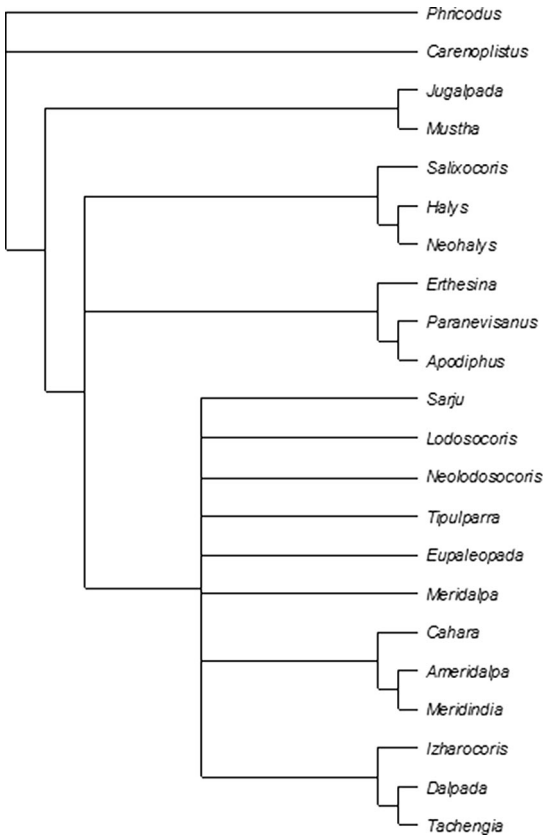 Phricodus
Carenoplistus
Jugalpada
Mustha
Salixocoris
Halys
Neohalys
Erthesina
Paranevisanus
Apodiphus
Sarju
Lodosocoris
Neolodosocoris
Tipulparra
Eupaleopada
Meridalpa
Cahara
Ameridalpa
Meridindia
Izharocoris
Dalpada
Tachengia